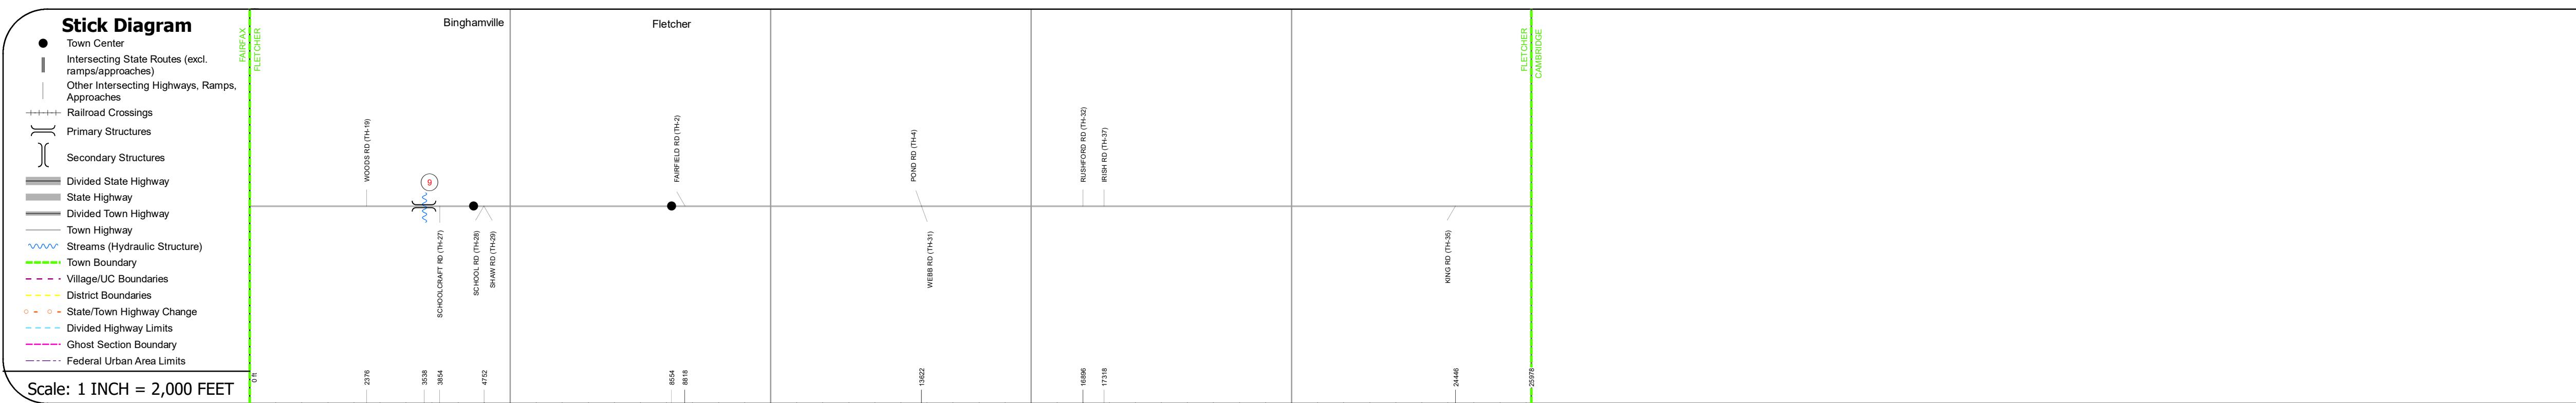 Stick Diagram
Town Center
Intersecting State Routes (excl.
ramps/approaches)
Other Intersecting Highways, Ramps,
Approaches
Railroad Crossings
Primary Structures
Secondary Structures
Divided State Highway
State Highway
Divided Town Highway
Town Highway
Streams (Hydraulic Structure)
Town Boundary
Village/UC Boundaries
District Boundaries
State/Town Highway Change
Divided Highway Limits
Ghost Section Boundary
Federal Urban Area Limits
Scale: 1 INCH = 2,000 FEET
FAIRFAX
FLETCHER
Binghamville
Fletcher
FLETCHER
CAMBRIDGE
WOODS RD (TH-19)
9
SCHOOLCRAFT RD (TH-27)
SCHOOL RD (TH-28)
SHAW RD (TH-29)
FAIRFIELD RD (TH-2)
POND RD (TH-4)
WEBB RD (TH-31)
RUSHFORD RD (TH-32)
IRISH RD (TH-37)
KING RD (TH-35)
0 ft
2376
3538
3854
4752
8554
8818
13622
16896
17318
24446
25978